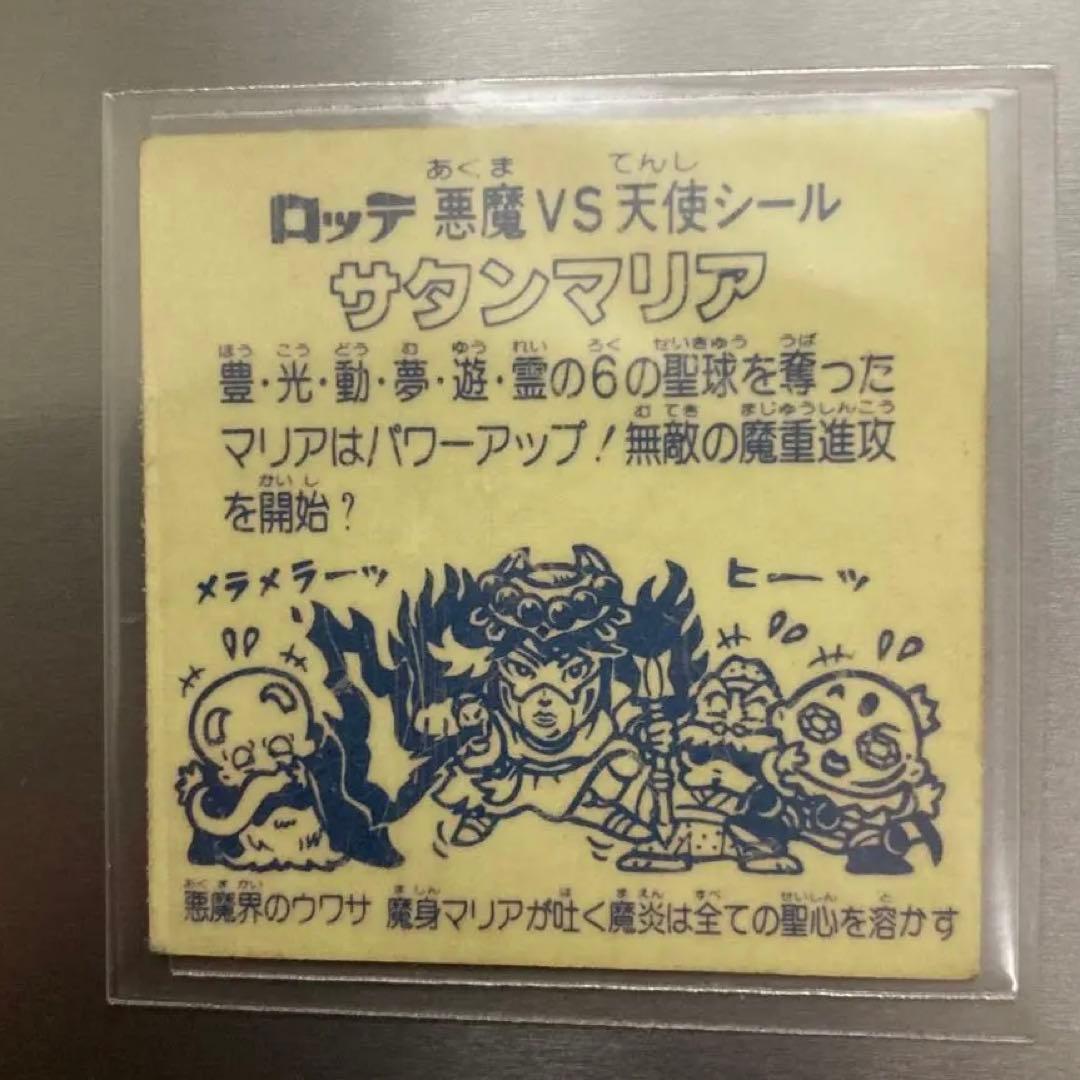 あくま てんし
ロッテ 悪魔VS天使シール
サタンマリア
ほう こう どう む ゆう れい ろく せいきゅう うば
豊・光・動・夢・遊・霊の6の聖球を奪った
むてき まじゅうしんこう
マリアはパワーアップ!無敵の魔重進攻
かいし
を開始?
メラメラーッ ヒーーッ
あくまかい ましん は まえん すべ せいしん と
悪魔界のウワサ 魔身マリアが吐く魔炎は全ての聖心を溶かす